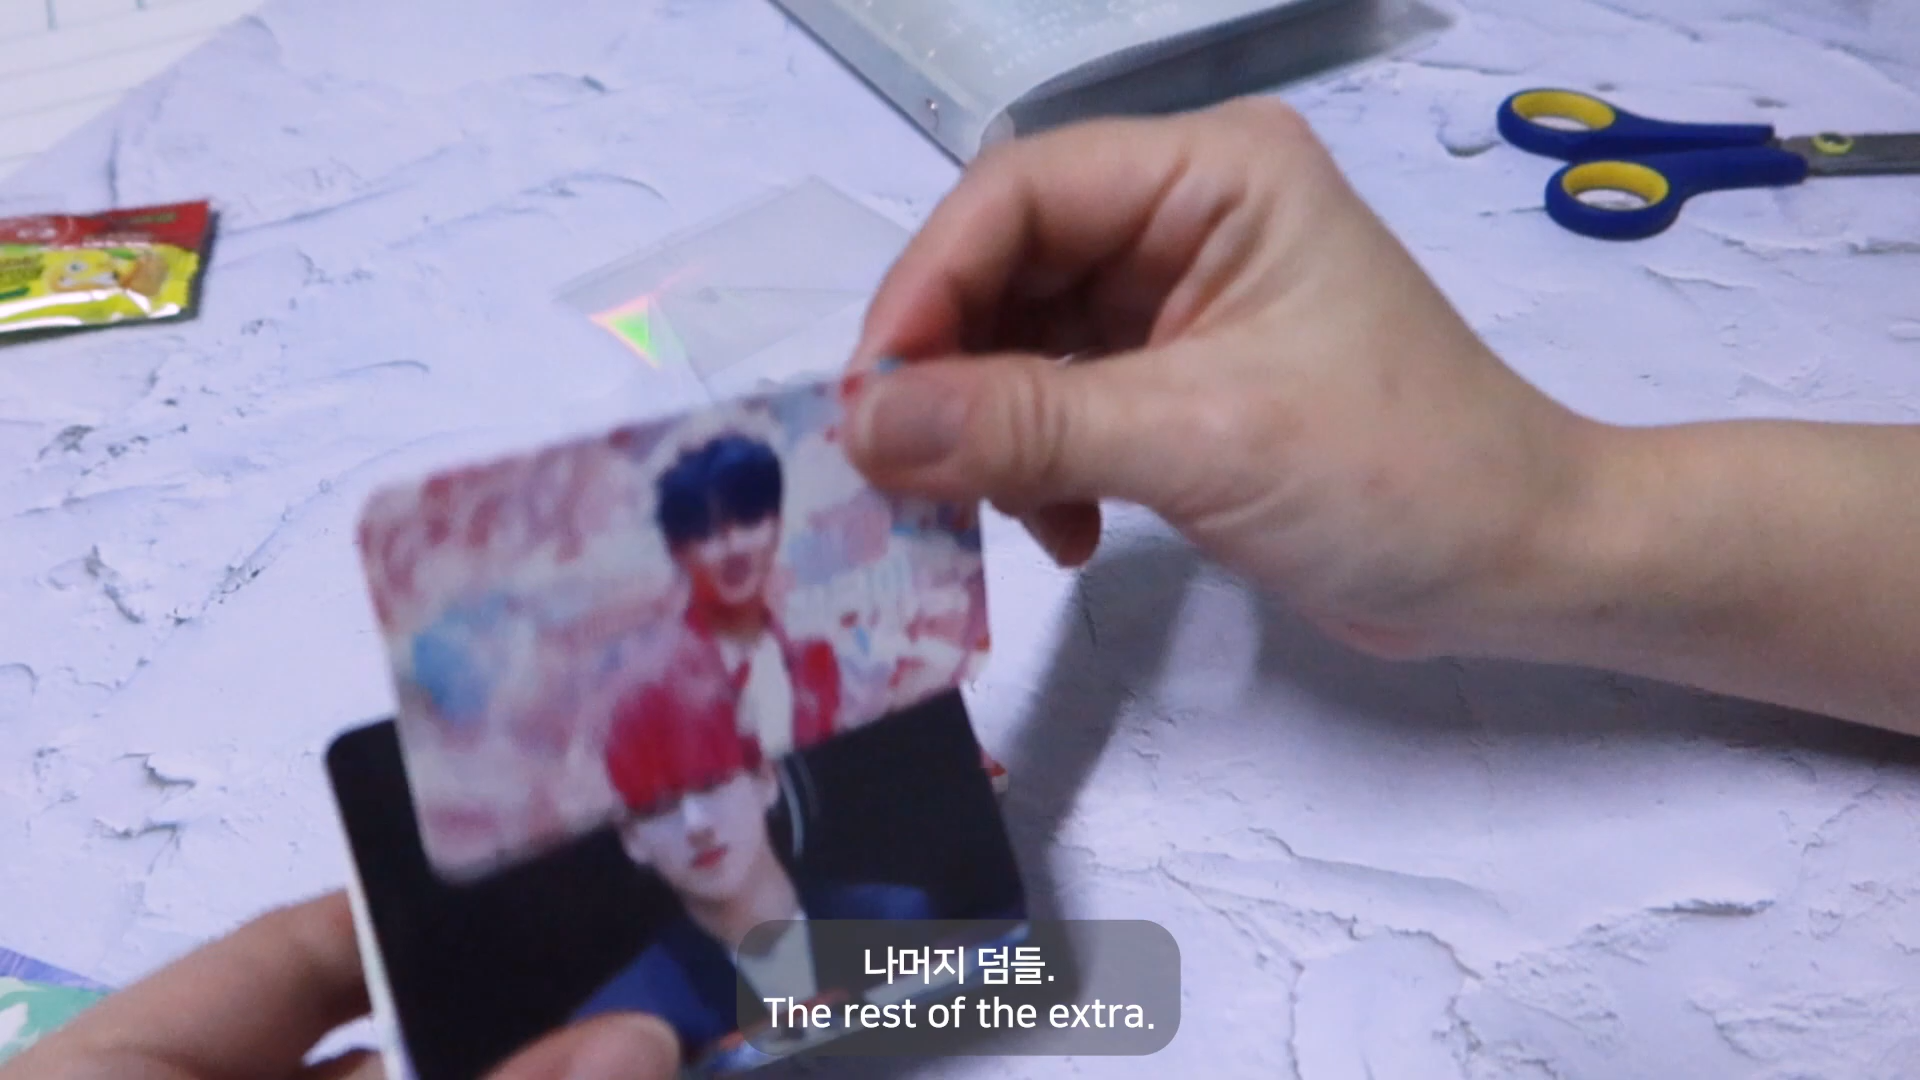 나머지 덤들.
The rest of the extra.